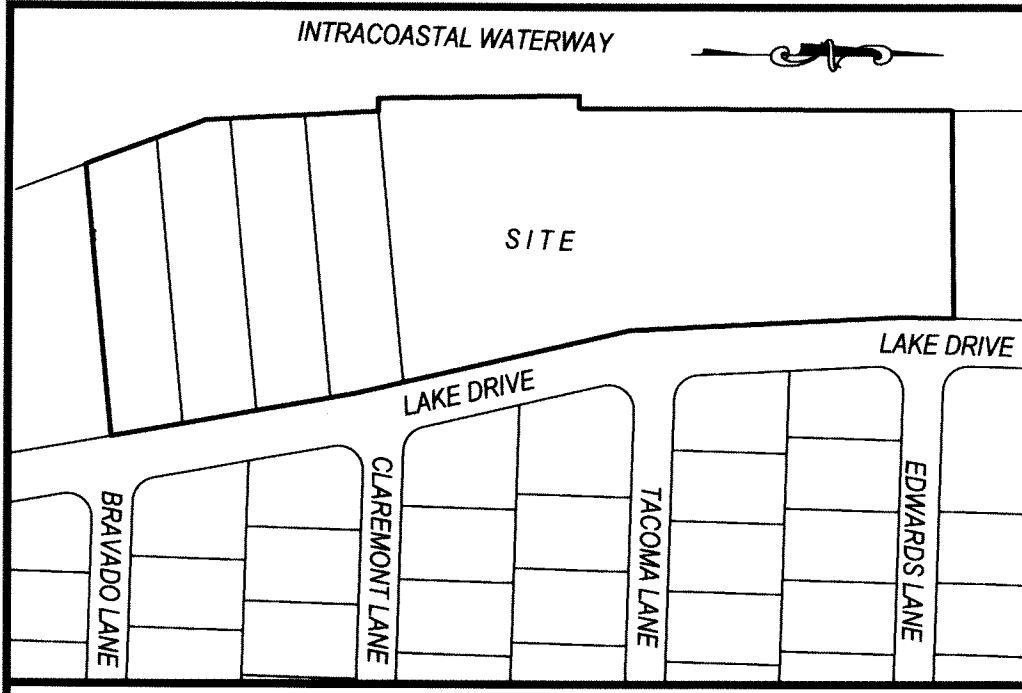 INTRACOASTAL WATERWAY
SITE
LAKE DRIVE
LAKE DRIVE
BRAVADO LANE
CLAREMONT LANE
TACOMA LANE
EDWARDS LANE